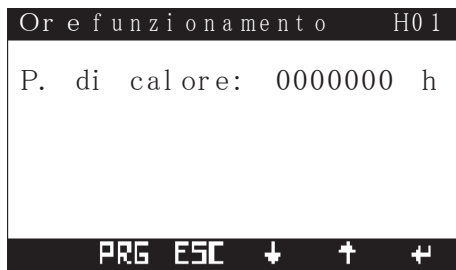 Ore funzionamento H01
P. di calore: 0000000 h
PRG ESC ↓ ↑ ↵